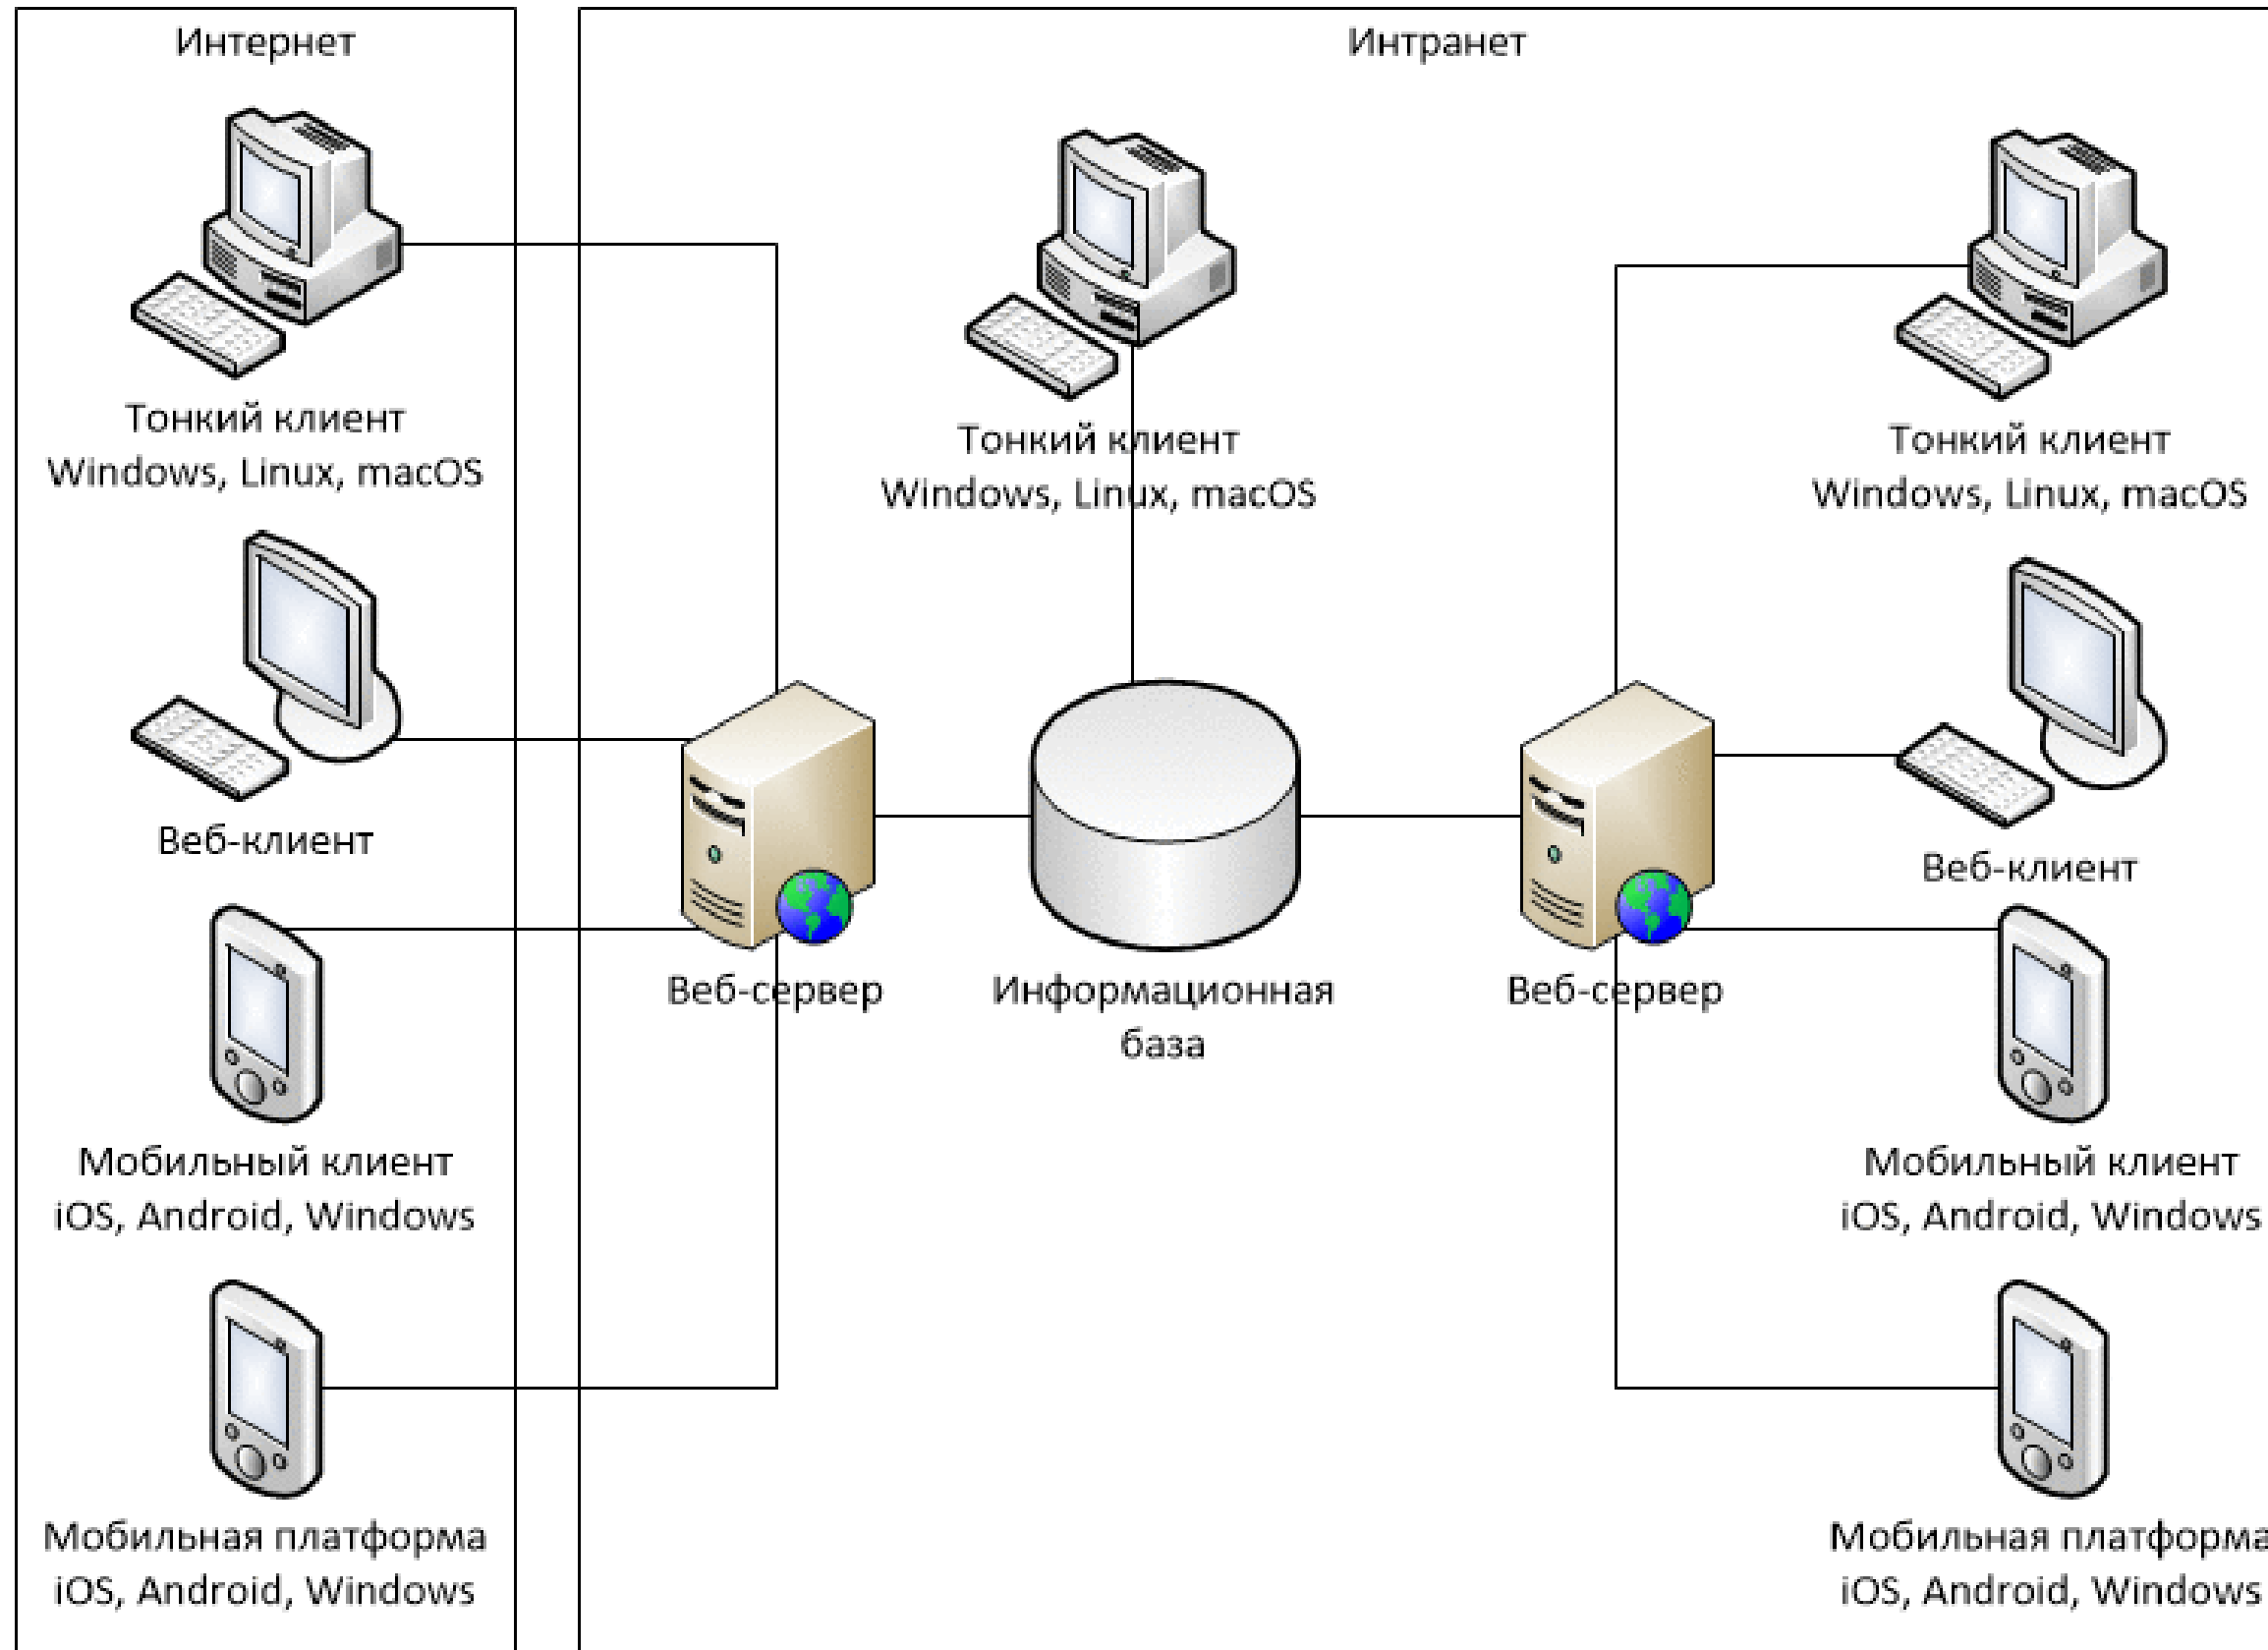 Интернет
Интранет
Тонкий клиент
Windows, Linux, macOS
Тонкий клиент
Windows, Linux, macOS
Тонкий клиент
Windows, Linux, macOS
Веб-клиент
Веб-клиент
Веб-сервер
Информационная
база
Веб-сервер
Мобильный клиент
iOS, Android, Windows
Мобильный клиент
iOS, Android, Windows
Мобильная платформа
iOS, Android, Windows
Мобильная платформа
iOS, Android, Windows